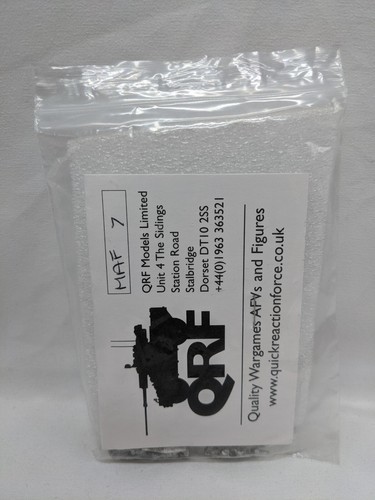 MAF 7
QRF Models Limited
Unit 4 The Sidings
Station Road
Stalbridge
Dorset DT10 2SS
+44(0)1963 363521
QRF
Quality Wargames AFVs and Figures
www.quickreactionforce.co.uk